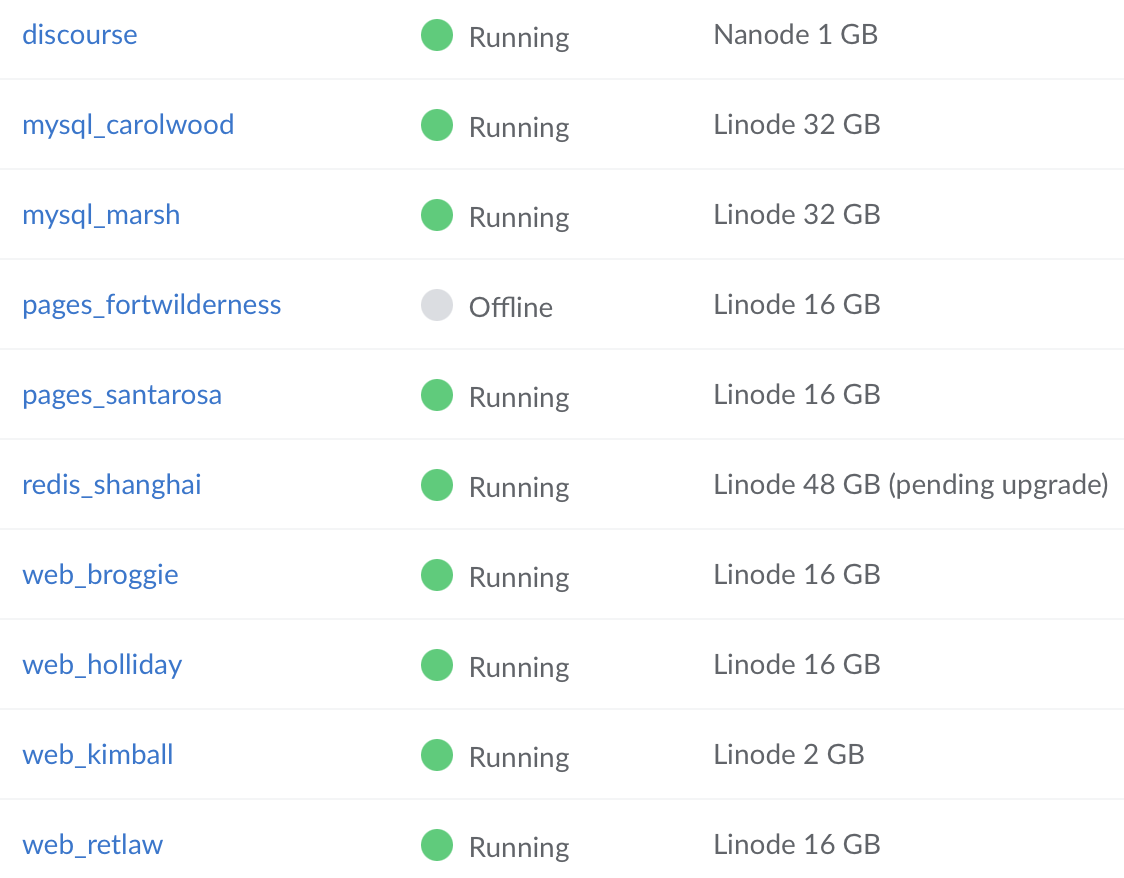 discourse Running Nanode 1 GB
mysql_carolwood Running Linode 32 GB
mysql_marsh Running Linode 32 GB
pages_fortwilderness Offline Linode 16 GB
pages_santarosa Running Linode 16 GB
redis_shanghai Running Linode 48 GB (pending upgrade)
web_broggie Running Linode 16 GB
web_holliday Running Linode 16 GB
web_kimball Running Linode 2 GB
web_retlaw Running Linode 16 GB